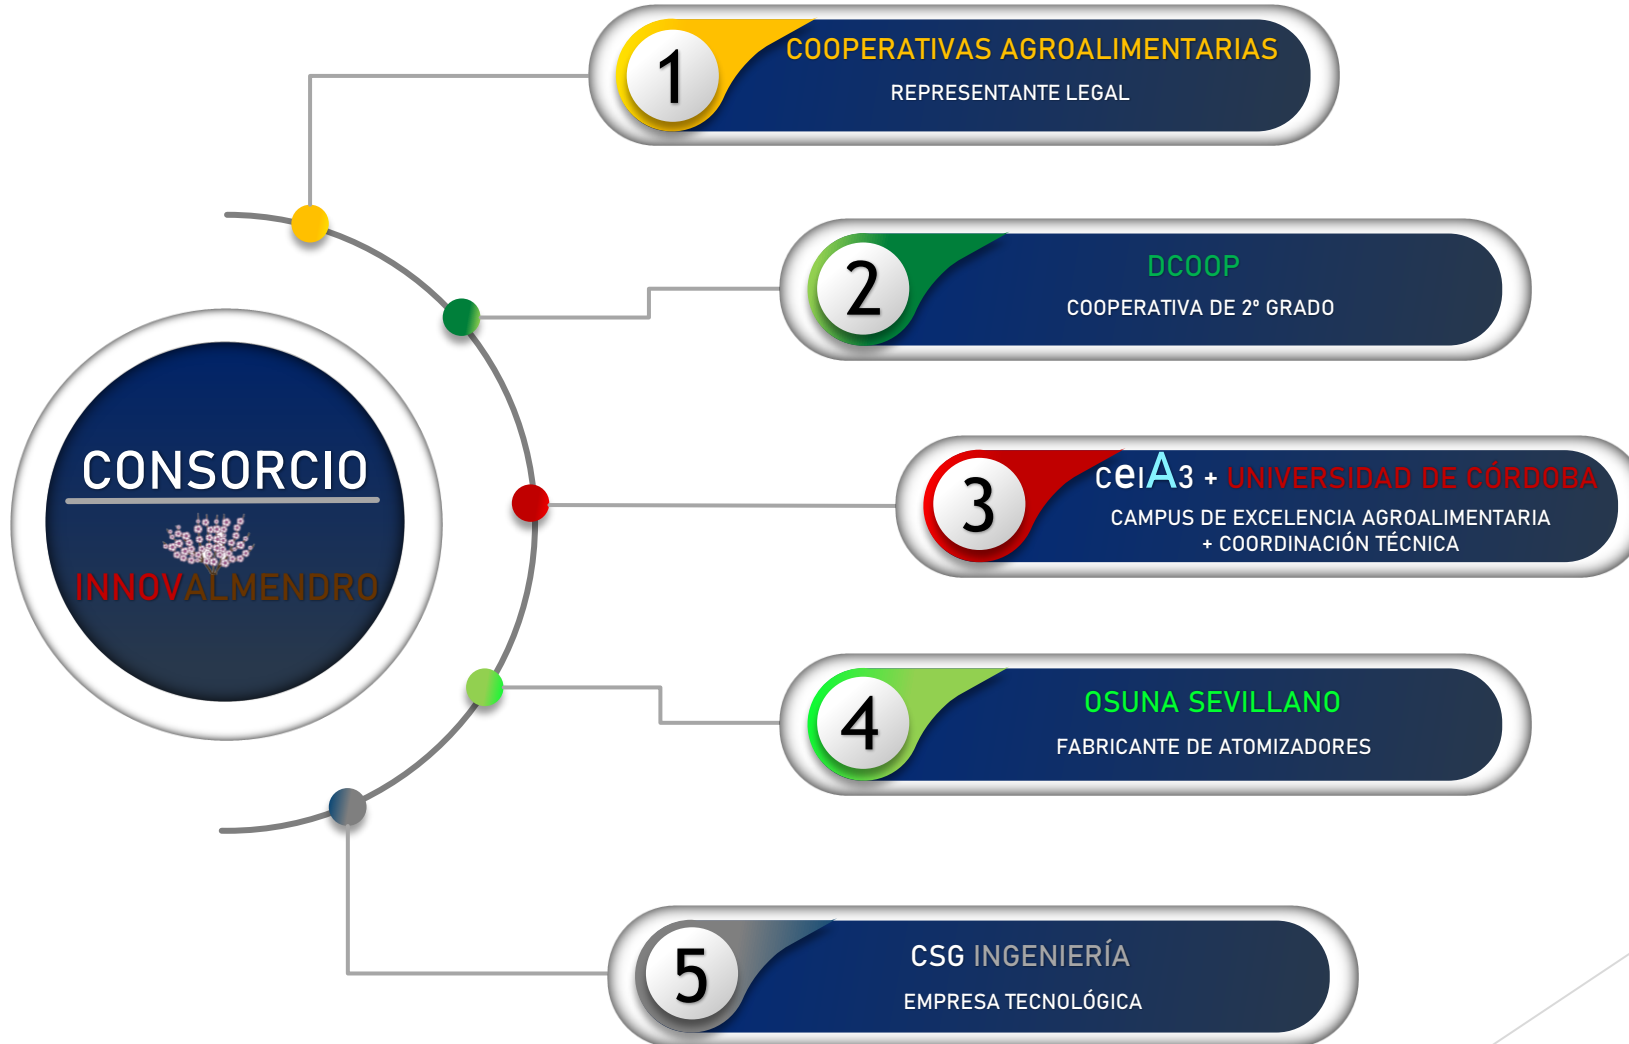 CONSORCIO
INNOVALMENDRO
1
COOPERATIVAS AGROALIMENTARIAS
REPRESENTANTE LEGAL
2
DCOOP
COOPERATIVA DE 2º GRADO
3
ceIA3 + UNIVERSIDAD DE CÓRDOBA
CAMPUS DE EXCELENCIA AGROALIMENTARIA
+ COORDINACIÓN TÉCNICA
4
OSUNA SEVILLANO
FABRICANTE DE ATOMIZADORES
5
CSG INGENIERÍA
EMPRESA TECNOLÓGICA